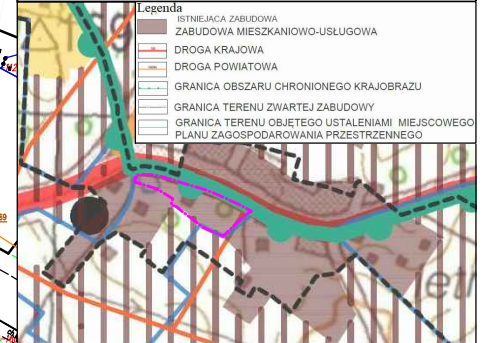 Legenda
ISTNIEJĄCA ZABUDOWA
ZABUDOWA MIESZKANIOWO-USŁUGOWA
DROGA KRAJOWA
DROGA POWIATOWA
GRANICA OBSZARU CHRONIONEGO KRAJOBRAZU
GRANICA TERENU ZWARTEJ ZABUDOWY
GRANICA TERENU OBJĘTEGO USTALENIAMI MIEJSCOWEGO
PLANU ZAGOSPODAROWANIA PRZESTRZENNEGO